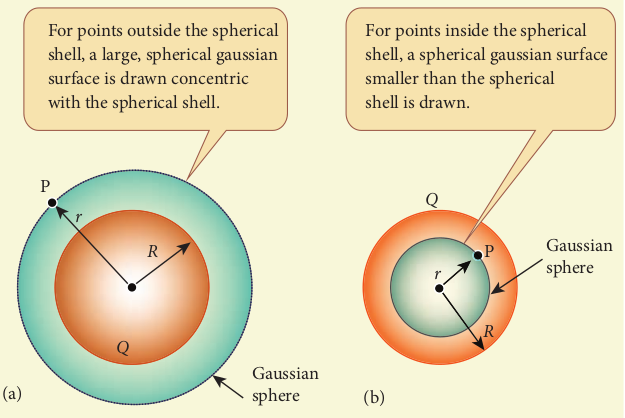 For points outside the spherical
shell, a large, spherical gaussian
surface is drawn concentric
with the spherical shell.
P
r
R
Q
Gaussian
sphere
(a)
For points inside the spherical
shell, a spherical gaussian surface
smaller than the spherical
shell is drawn.
Q
P
r
R
Gaussian
sphere
(b)